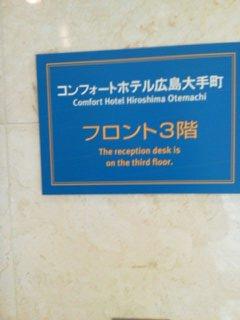 コンフォートホテル広島大手町
Comfort Hotel Hiroshima Otemachi
フロント3階
The reception desk is
on the third floor.